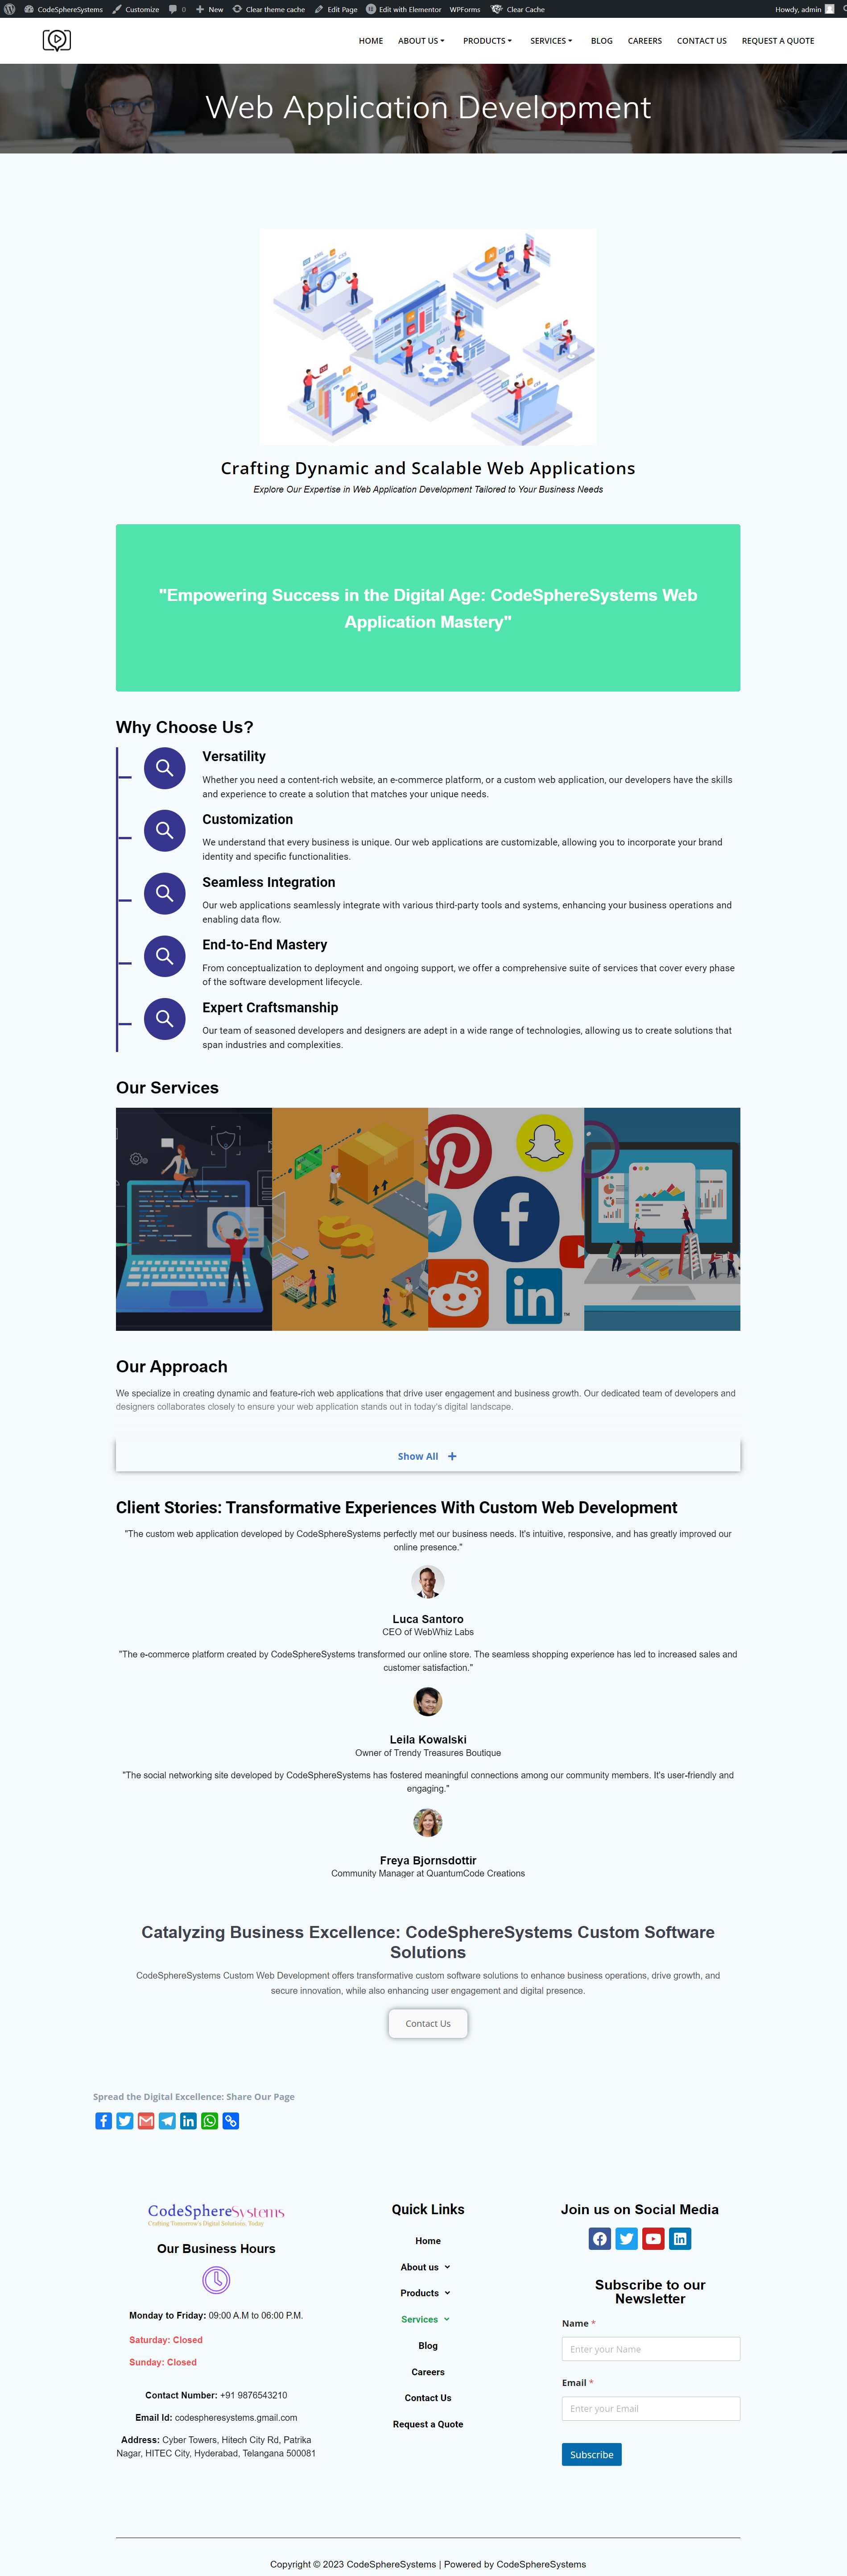 CodeSphereSystems Customize 0 New Clear theme cache Edit Page Edit with Elementor WPForms Clear Cache Howdy, admin
HOME ABOUT US PRODUCTS SERVICES BLOG CAREERS CONTACT US REQUEST A QUOTE
Web Application Development
Crafting Dynamic and Scalable Web Applications
Explore Our Expertise in Web Application Development Tailored to Your Business Needs
"Empowering Success in the Digital Age: CodeSphereSystems Web
Application Mastery"
Why Choose Us?
Versatility
Whether you need a content-rich website, an e-commerce platform, or a custom web application, our developers have the skills
and experience to create a solution that matches your unique needs.
Customization
We understand that every business is unique. Our web applications are customizable, allowing you to incorporate your brand
identity and specific functionalities.
Seamless Integration
Our web applications seamlessly integrate with various third-party tools and systems, enhancing your business operations and
enabling data flow.
End-to-End Mastery
From conceptualization to deployment and ongoing support, we offer a comprehensive suite of services that cover every phase
of the software development lifecycle.
Expert Craftsmanship
Our team of seasoned developers and designers are adept in a wide range of technologies, allowing us to create solutions that
span industries and complexities.
Our Services
Our Approach
We specialize in creating dynamic and feature-rich web applications that drive user engagement and business growth. Our dedicated team of developers and
designers collaborates closely to ensure your web application stands out in today's digital landscape.
Show All +
Client Stories: Transformative Experiences With Custom Web Development
"The custom web application developed by CodeSphereSystems perfectly met our business needs. It's intuitive, responsive, and has greatly improved our
online presence."
Luca Santoro
CEO of WebWhiz Labs
"The e-commerce platform created by CodeSphereSystems transformed our online store. The seamless shopping experience has led to increased sales and
customer satisfaction."
Leila Kowalski
Owner of Trendy Treasures Boutique
"The social networking site developed by CodeSphereSystems has fostered meaningful connections among our community members. It's user-friendly and
engaging."
Freya Bjornsdottir
Community Manager at QuantumCode Creations
Catalyzing Business Excellence: CodeSphereSystems Custom Software
Solutions
CodeSphereSystems Custom Web Development offers transformative custom software solutions to enhance business operations, drive growth, and
secure innovation, while also enhancing user engagement and digital presence.
Contact Us
Spread the Digital Excellence: Share Our Page
CodeSphereSystems
Crafting Tomorrow's Digital Solutions, Today
Our Business Hours
Monday to Friday: 09:00 A.M to 06:00 P.M.
Saturday: Closed
Sunday: Closed
Contact Number: +91 9876543210
Email Id: codespheresystems.gmail.com
Address: Cyber Towers, Hitech City Rd, Patrika
Nagar, HITEC City, Hyderabad, Telangana 500081
Quick Links
Home
About us
Products
Services
Blog
Careers
Contact Us
Request a Quote
Join us on Social Media
Subscribe to our
Newsletter
Name *
Enter your Name
Email *
Enter your Email
Subscribe
Copyright © 2023 CodeSphereSystems | Powered by CodeSphereSystems